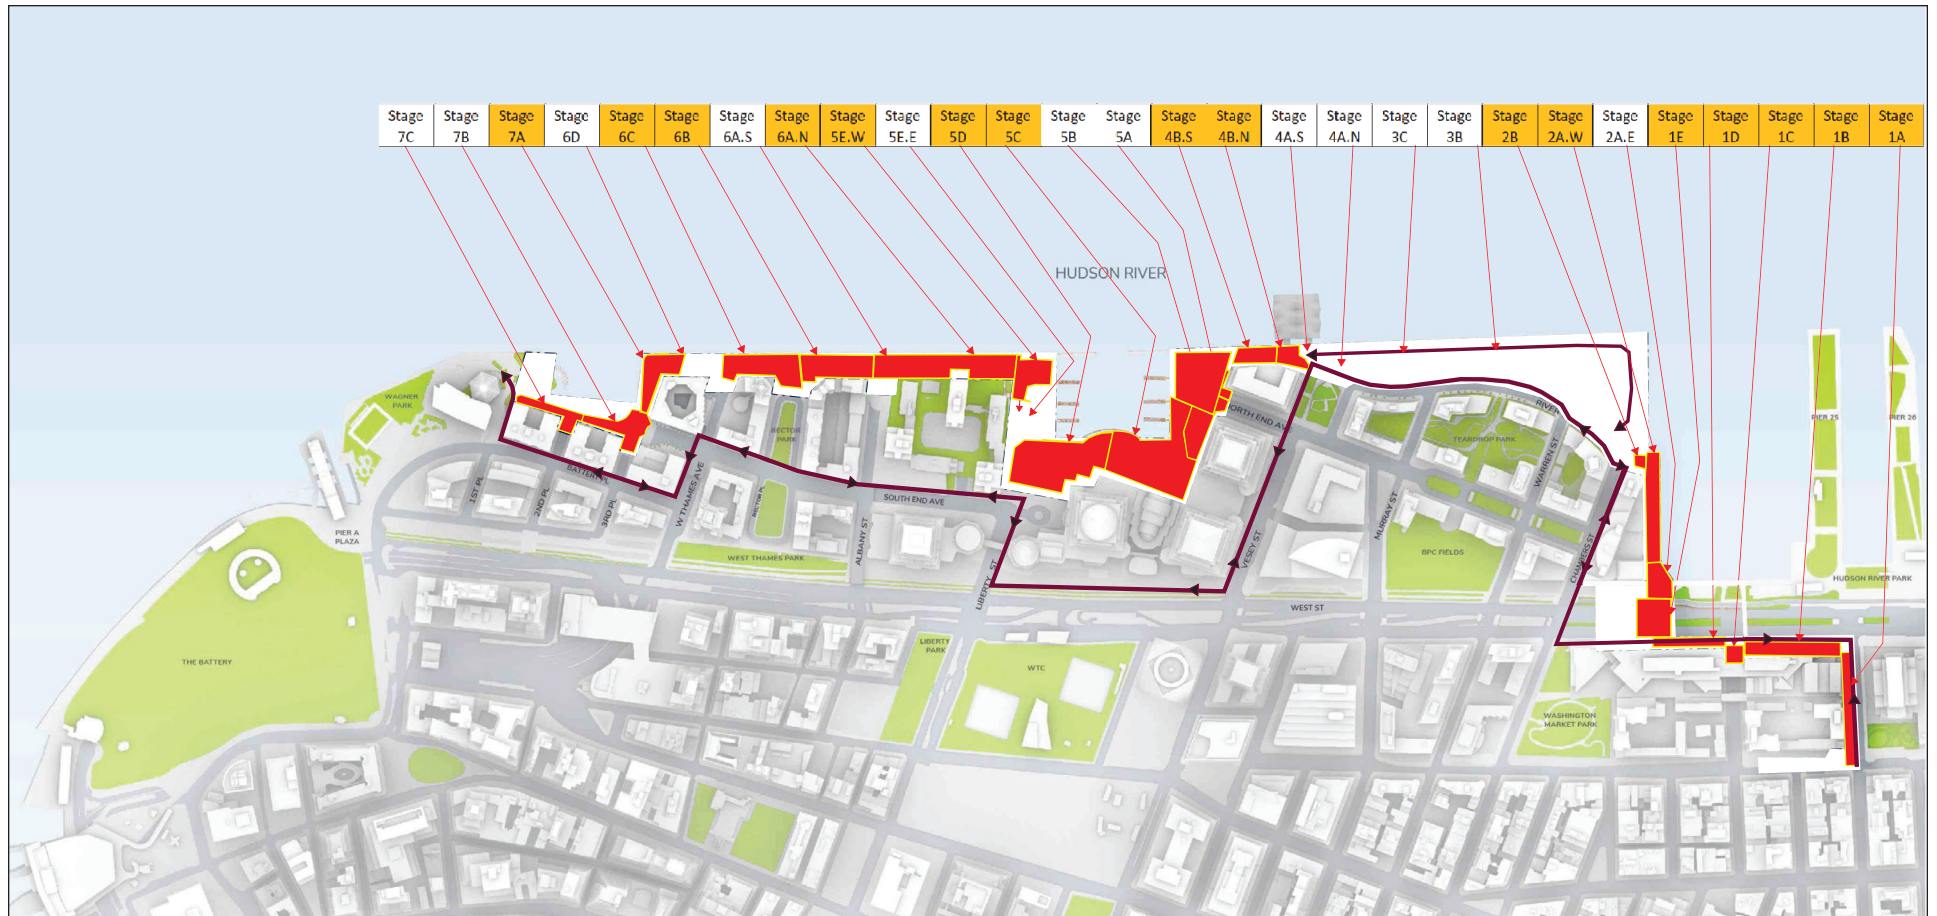 Stage 7C
Stage 7B
Stage 7A
Stage 6D
Stage 6C
Stage 6B
Stage 6A.S
Stage 6A.N
Stage 5E.W
Stage 5E.E
Stage 5D
Stage 5C
Stage 5B
Stage 5A
Stage 4B.S
Stage 4B.N
Stage 4A.S
Stage 4A.N
Stage 3C
Stage 3B
Stage 2B
Stage 2A.W
Stage 2A.E
Stage 1E
Stage 1D
Stage 1C
Stage 1B
Stage 1A
HUDSON RIVER
WAGNER
PARK
RECTOR
PARK
NORTH END AVE
RIVER
TEARDROP PARK
WARREN ST
PIER 25
PIER 26
1ST PL
2ND PL
3RD PL
BATTERY PL
W THAMES AVE
RECTOR PL
SOUTH END AVE
ALBANY ST
WEST THAMES PARK
PIER A
PLAZA
LIBERTY ST
VESEY ST
MURRAY ST
BPC FIELDS
CHAMBERS ST
HUDSON RIVER PARK
WEST ST
THE BATTERY
LIBERTY
PARK
WTC
WASHINGTON
MARKET PARK